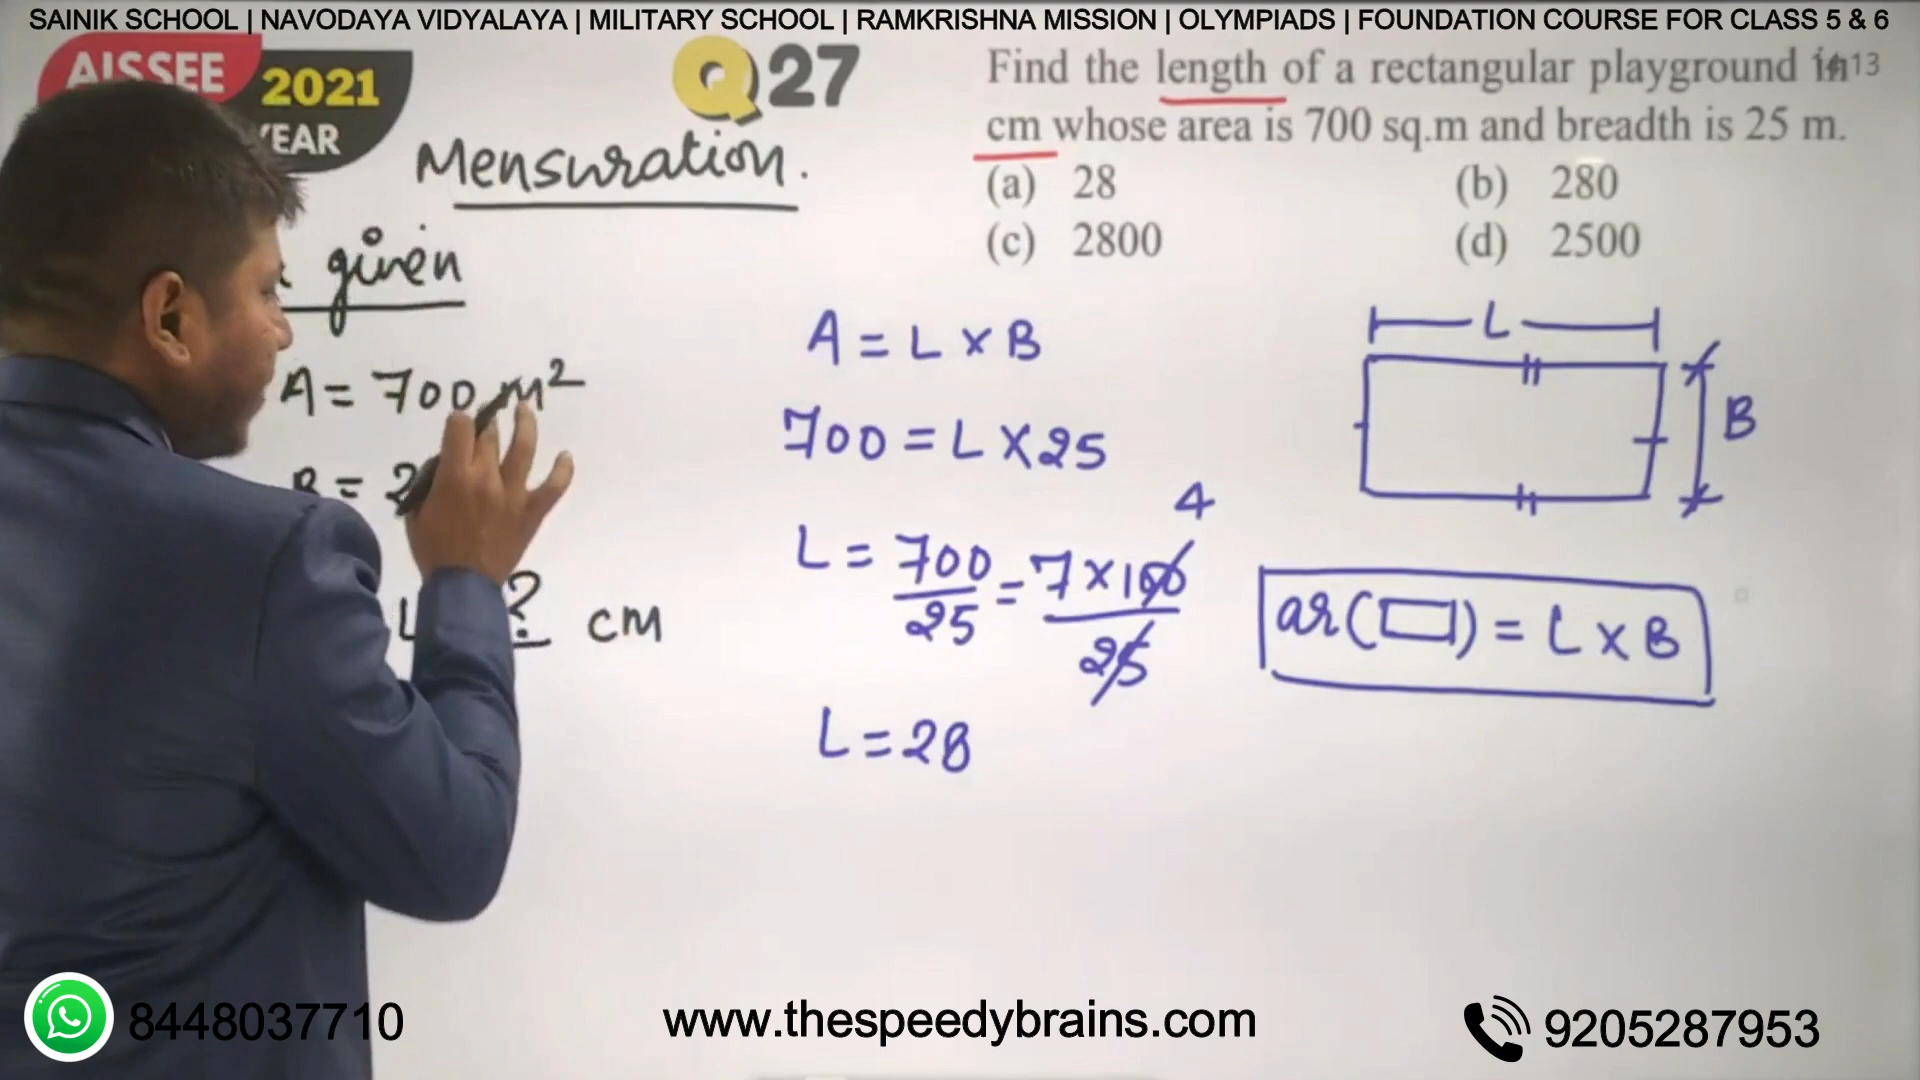 SAINIK SCHOOL | NAVODAYA VIDYALAYA | MILITARY SCHOOL | RAMKRISHNA MISSION | OLYMPIADS | FOUNDATION COURSE FOR CLASS 5 & 6
AISSEE
2021
YEAR
Q27
Mensuration.
Find the length of a rectangular playground in
cm whose area is 700 sq.m and breadth is 25 m.
(a) 28 (b) 280
(c) 2800 (d) 2500
given
A = 700 m²
B = 2
L ? cm
A = L × B
700 = L × 25
4
L = 700/25 = 7 × 100/25
L = 28
L
B
ar(▭) = L × B
8448037710
www.thespeedybrains.com
9205287953